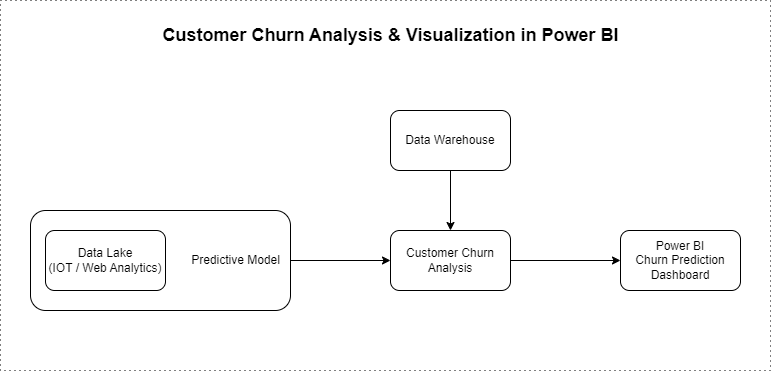 Customer Churn Analysis & Visualization in Power BI
Data Warehouse
Data Lake
(IOT / Web Analytics)
Predictive Model
Customer Churn
Analysis
Power BI
Churn Prediction
Dashboard